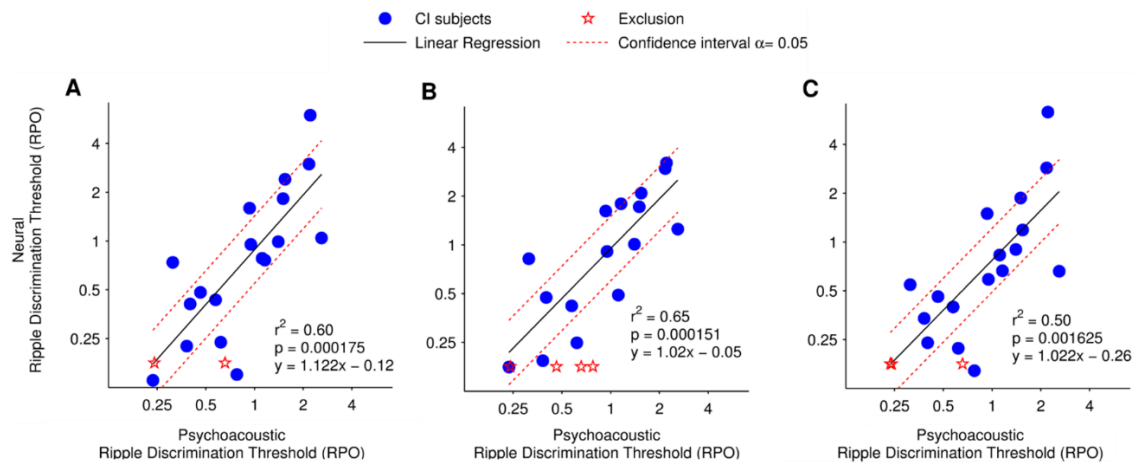 CI subjects
Exclusion
Linear Regression
Confidence interval α= 0.05
A
Neural
Ripple Discrimination Threshold (RPO)
4
2
1
0.5
0.25
r² = 0.60
p = 0.000175
y = 1.122x − 0.12
0.25 0.5 1 2 4
Psychoacoustic
Ripple Discrimination Threshold (RPO)
B
4
2
1
0.5
0.25
r² = 0.65
p = 0.000151
y = 1.02x − 0.05
0.25 0.5 1 2 4
Psychoacoustic
Ripple Discrimination Threshold (RPO)
C
4
2
1
0.5
0.25
r² = 0.50
p = 0.001625
y = 1.022x − 0.26
0.25 0.5 1 2 4
Psychoacoustic
Ripple Discrimination Threshold (RPO)